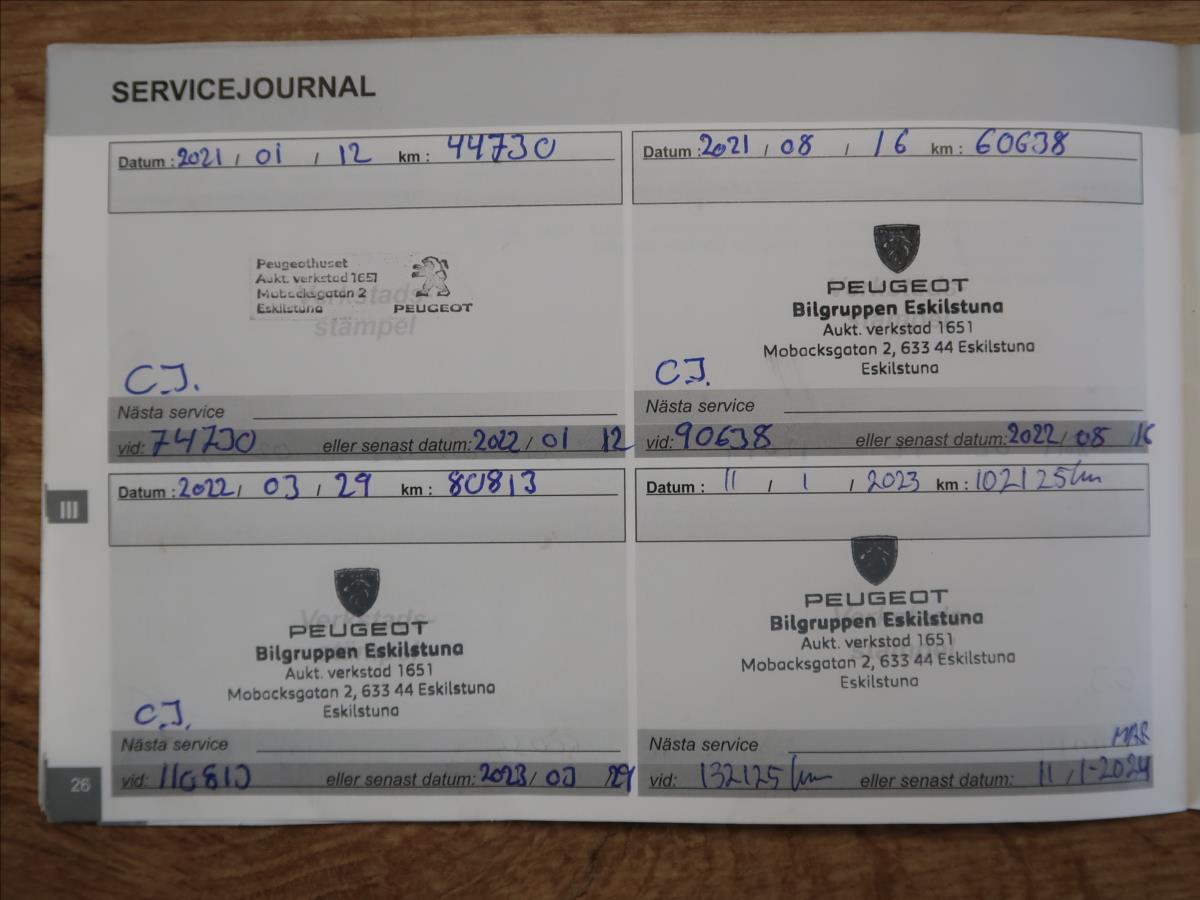 SERVICEJOURNAL
Datum : 2021 / 01 / 12 km : 44730
Peugeothuset
Aukt. verkstad 1651
Mobacksgatan 2
Eskilstuna
PEUGEOT
Verkstads
stämpel
C.J.
Nästa service
vid: 74730 eller senast datum: 2022 / 01 12
Datum : 2021 / 08 / 16 km : 60638
PEUGEOT
Bilgruppen Eskilstuna
Aukt. verkstad 1651
Mobacksgatan 2, 633 44 Eskilstuna
Eskilstuna
C.J.
Nästa service
vid: 90638 eller senast datum: 2022 / 08 / 16
Datum : 2022 / 03 / 29 km : 80813
Verkstads-
PEUGEOT
Bilgruppen Eskilstuna
Aukt. verkstad 1651
Mobacksgatan 2, 633 44 Eskilstuna
Eskilstuna
C.J.
Nästa service
vid: 110813 eller senast datum: 2023 / 03 / 29
Datum : 11 / 1 / 2023 km : 102125 km
PEUGEOT
Bilgruppen Eskilstuna
Aukt. verkstad 1651
Mobacksgatan 2, 633 44 Eskilstuna
Eskilstuna
Nästa service MAR
vid: 132125 km eller senast datum: 11 / 1-2024
III
26